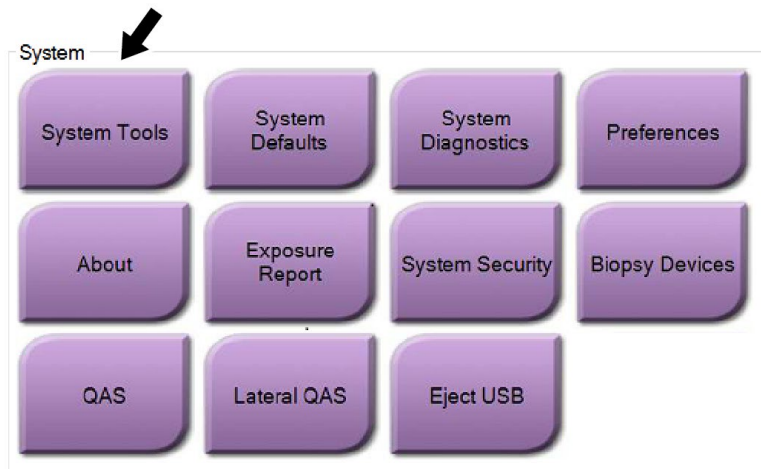 System
System Tools
System
Defaults
System
Diagnostics
Preferences
About
Exposure
Report
System Security
Biopsy Devices
QAS
Lateral QAS
Eject USB